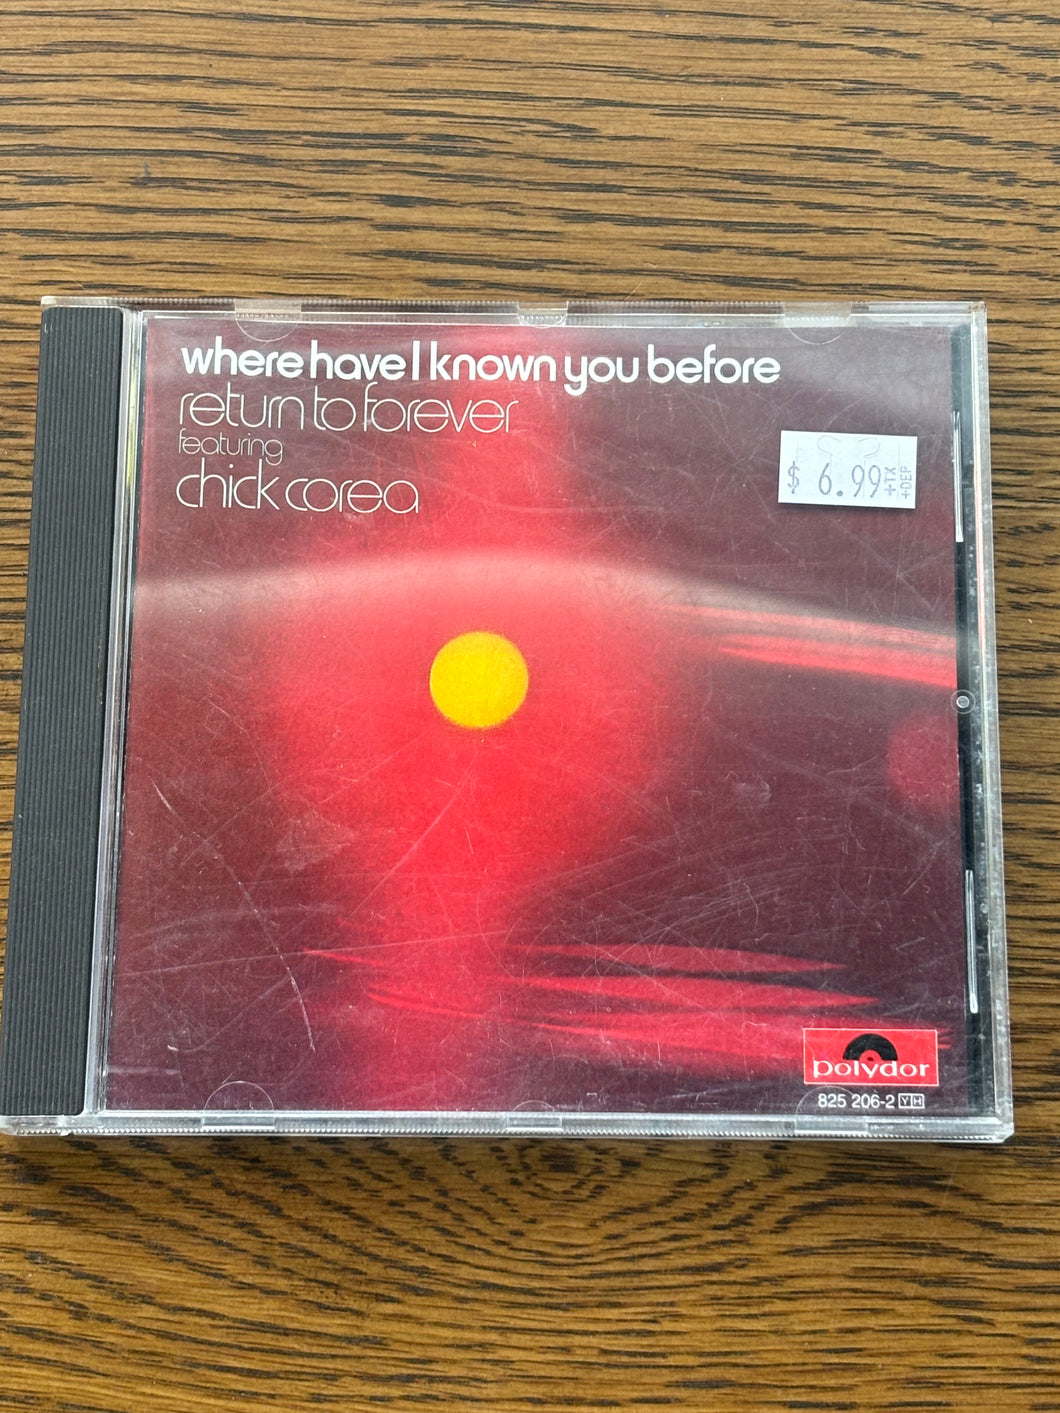 where have I known you before
return to forever
featuring
chick corea
$ 6.99 +TX
+DEP
polydor
825 206-2 YH